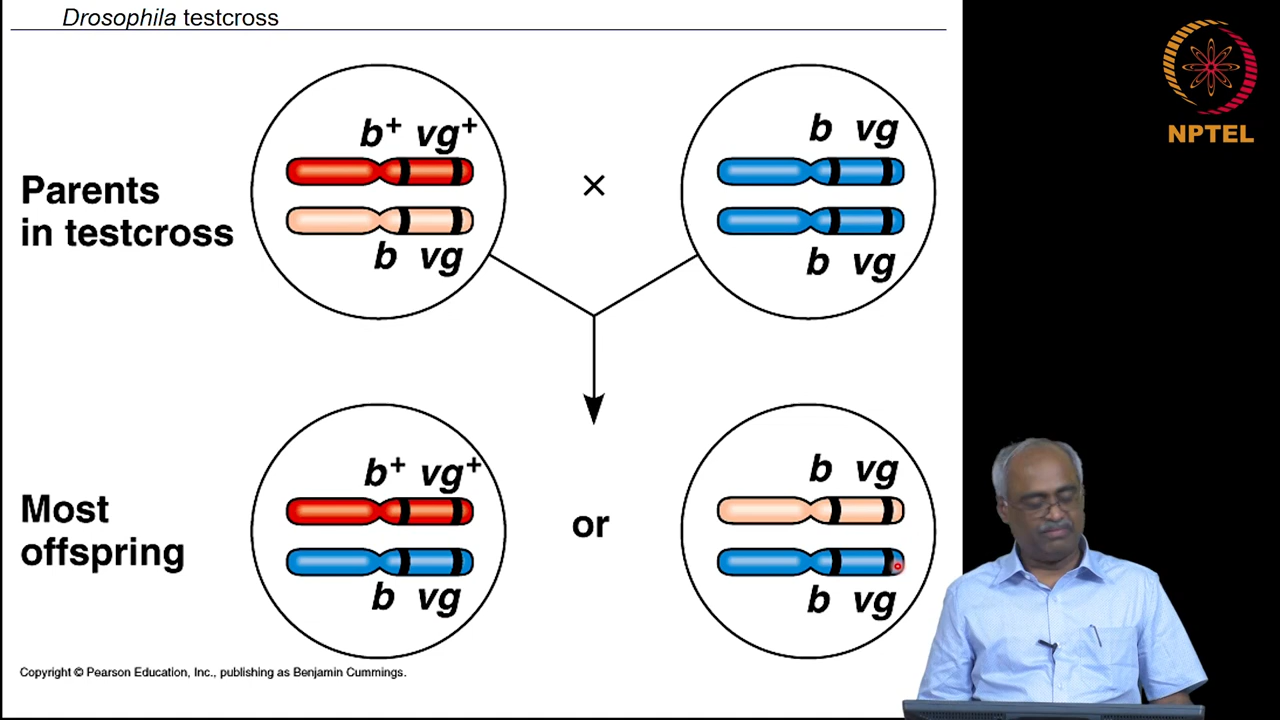 Drosophila testcross
b+ vg+
b vg
×
Parents
in testcross
b vg
b vg
b+ vg+
b vg
Most
offspring
or
b vg
b vg
b vg
Copyright © Pearson Education, Inc., publishing as Benjamin Cummings.
NPTEL